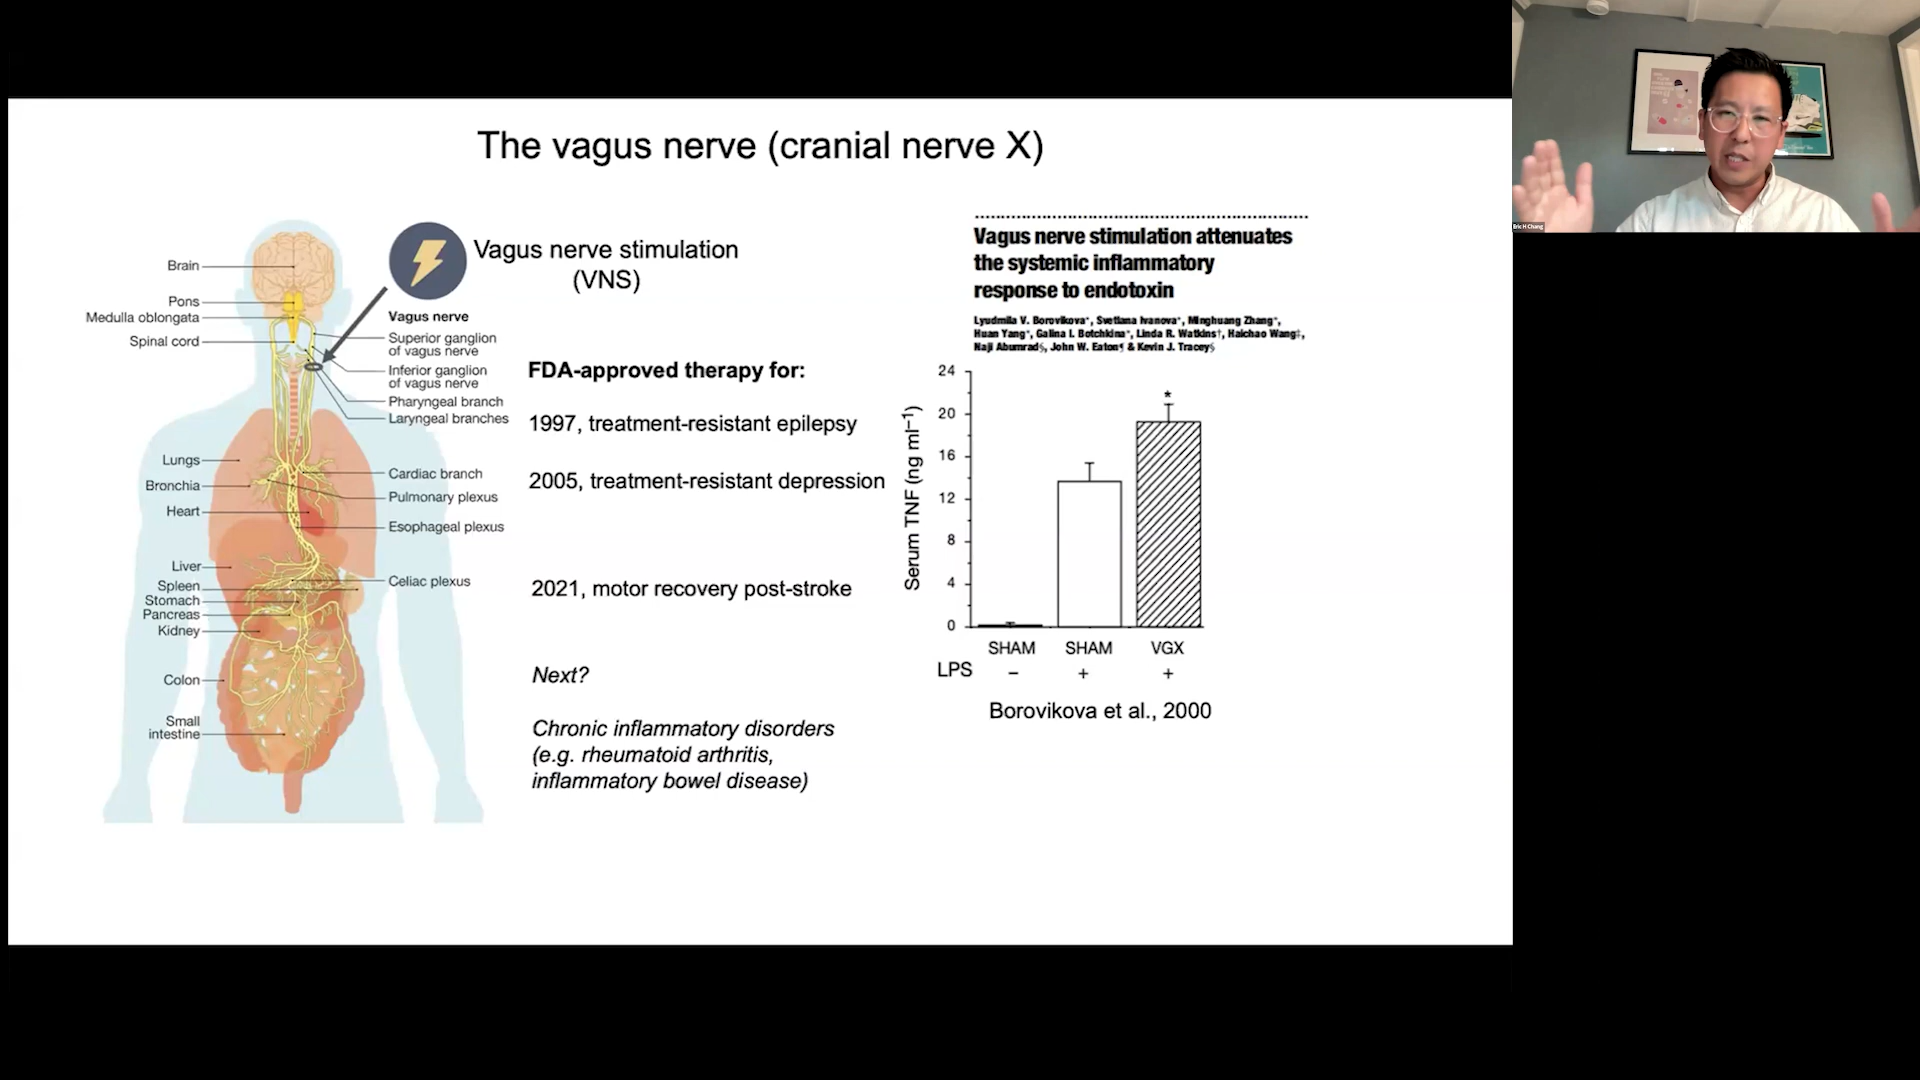 The vagus nerve (cranial nerve X)
Vagus nerve stimulation
(VNS)
Brain
Pons
Medulla oblongata
Spinal cord
Lungs
Bronchia
Heart
Liver
Spleen
Stomach
Pancreas
Kidney
Colon
Small
intestine
Vagus nerve
Superior ganglion
of vagus nerve
Inferior ganglion
of vagus nerve
Pharyngeal branch
Laryngeal branches
Cardiac branch
Pulmonary plexus
Esophageal plexus
Celiac plexus
FDA-approved therapy for:
1997, treatment-resistant epilepsy
2005, treatment-resistant depression
2021, motor recovery post-stroke
Next?
Chronic inflammatory disorders
(e.g. rheumatoid arthritis,
inflammatory bowel disease)
Vagus nerve stimulation attenuates
the systemic inflammatory
response to endotoxin
Lyudmila V. Borovikova*, Svetlana Ivanova*, Minghuang Zhang*,
Huan Yang*, Galina I. Botchkina*, Linda R. Watkins†, Haichao Wang‡,
Naji Abumrad§, John W. Eaton¶ & Kevin J. Tracey§
Serum TNF (ng ml–1)
24
20
16
12
8
4
0
*
SHAM SHAM VGX
LPS – + +
Borovikova et al., 2000
Eric H Chang